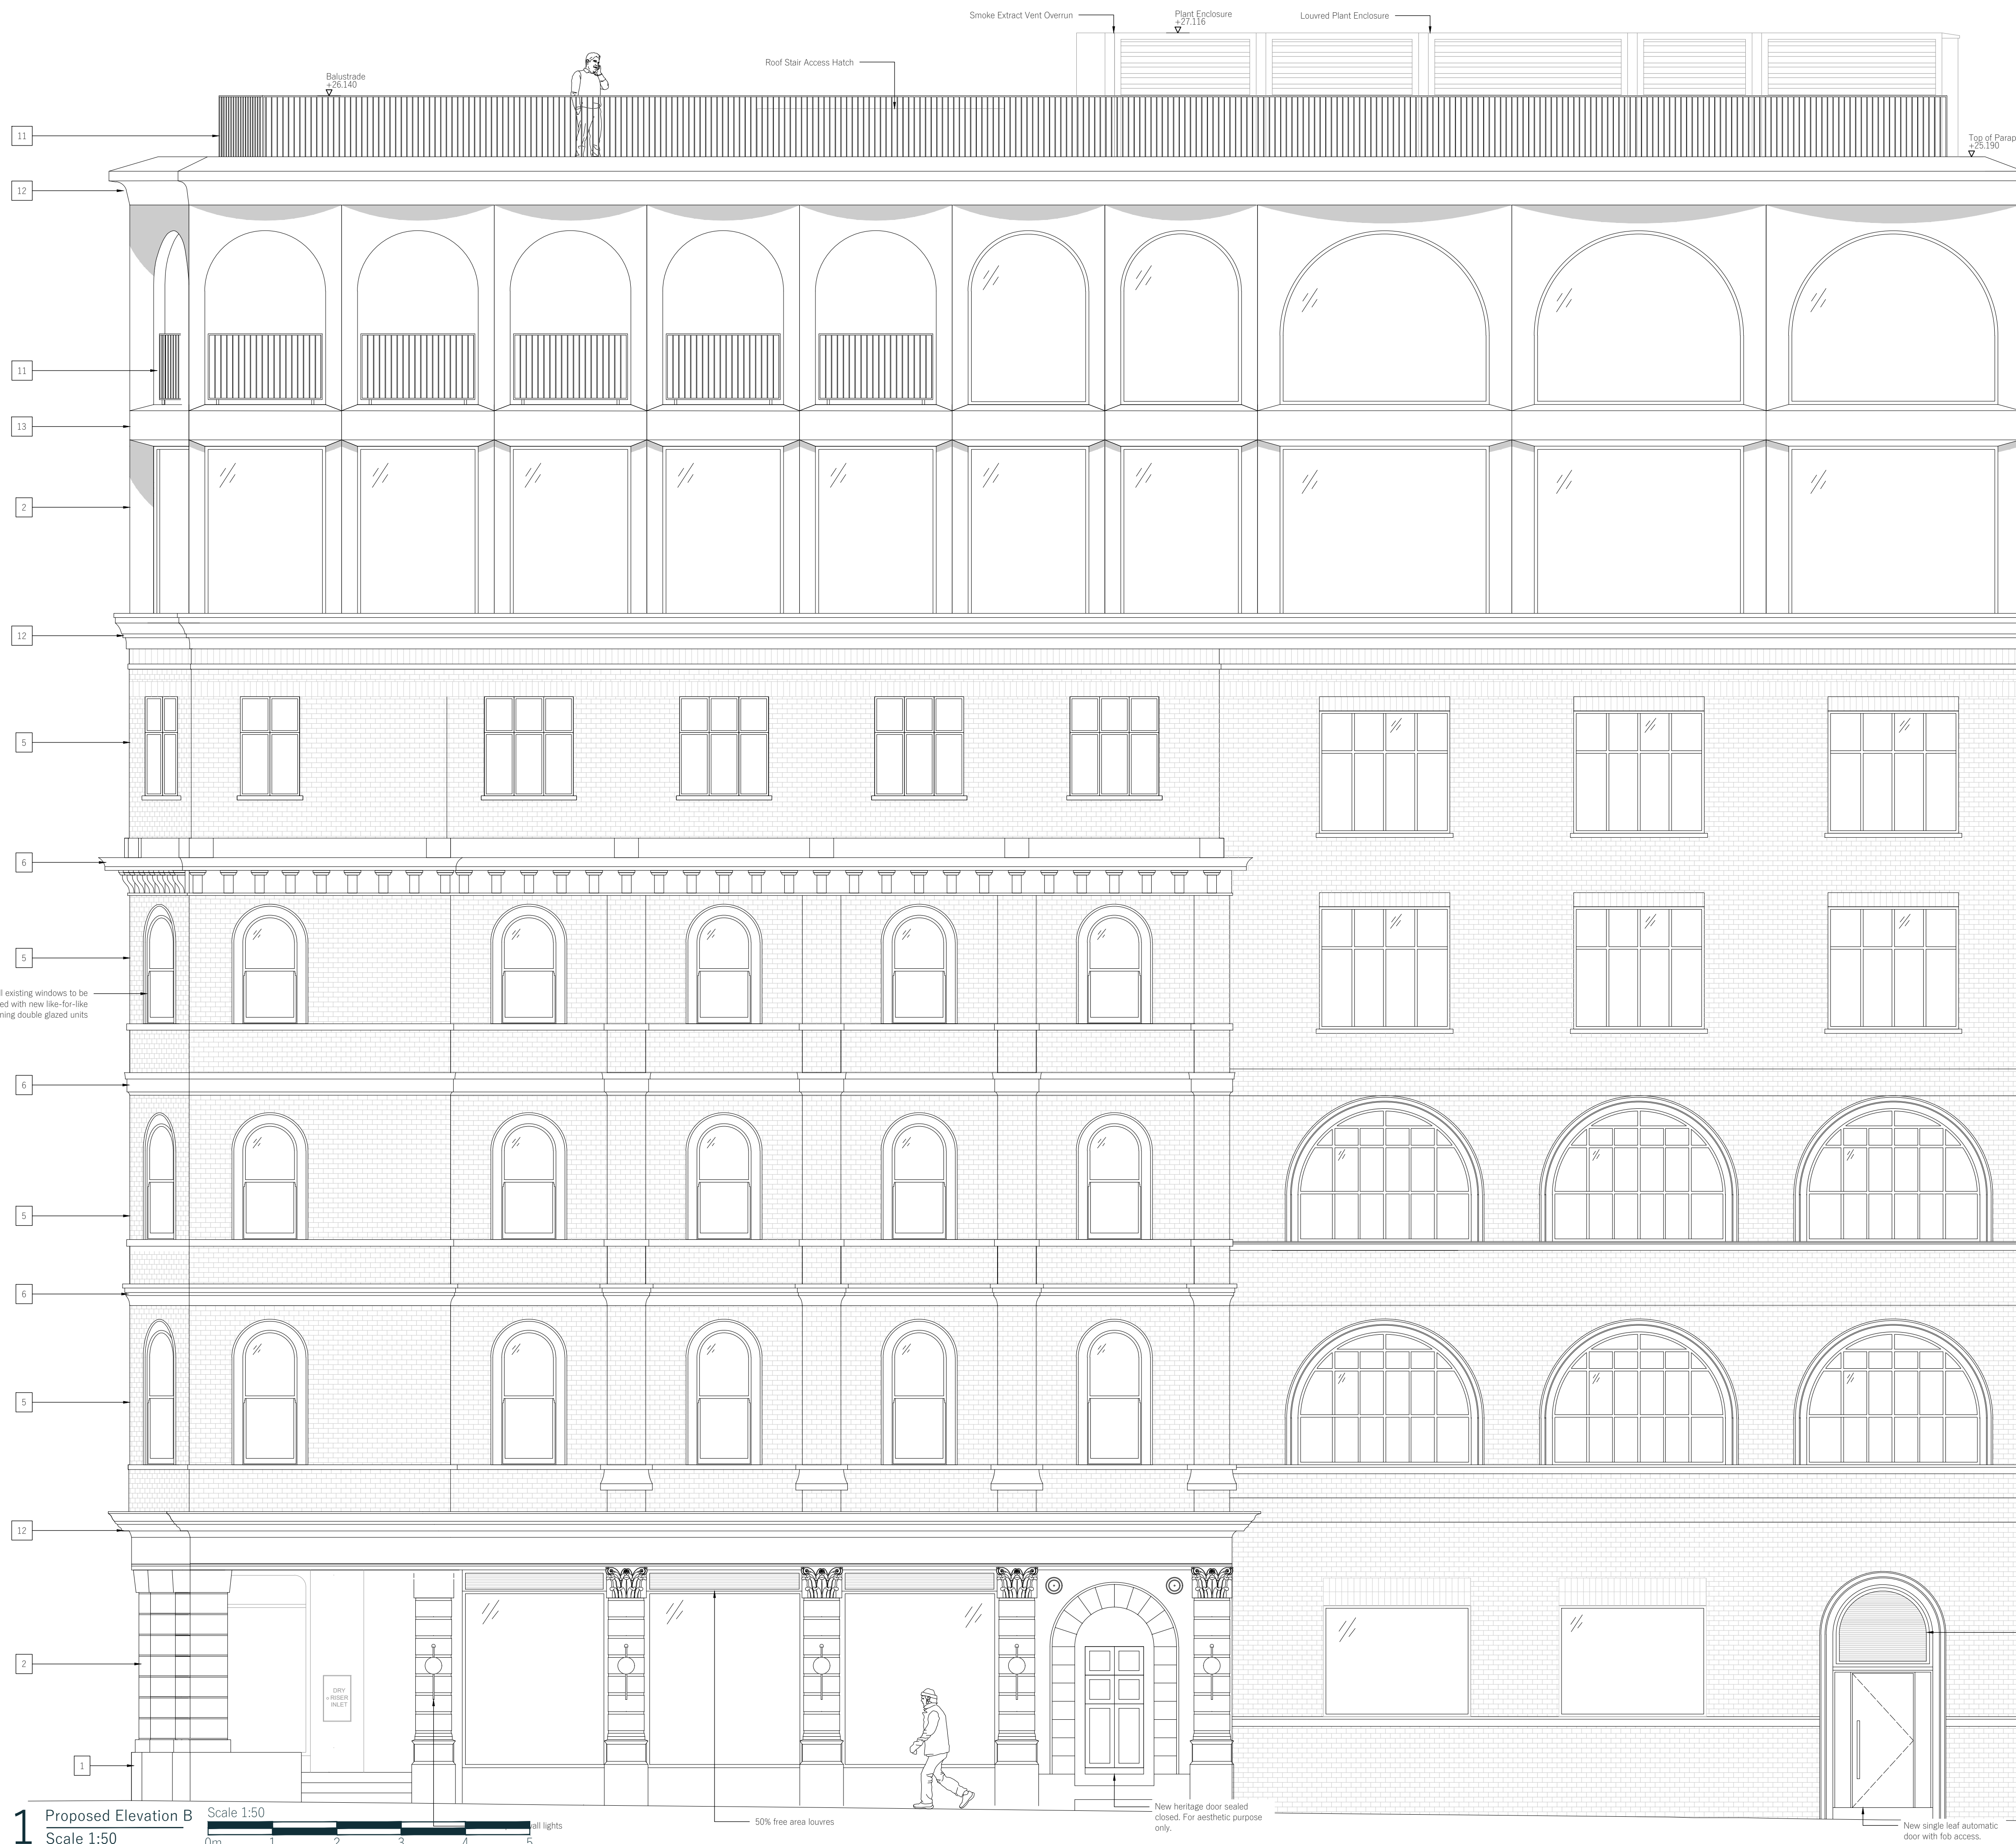 Smoke Extract Vent Overrun
Plant Enclosure
+27.116
Louvred Plant Enclosure
Roof Stair Access Hatch
Balustrade
+26.140
11
Top of Parap
+25.190
12
11
13
2
12
5
6
5
l existing windows to be
ed with new like-for-like
ning double glazed units
6
5
6
5
12
2
DRY
RISER
INLET
1
New heritage door sealed
closed. For aesthetic purpose
only.
50% free area louvres
wall lights
New single leaf automatic
door with fob access.
1 Proposed Elevation B
Scale 1:50
Scale 1:50
0m 1 2 3 4 5